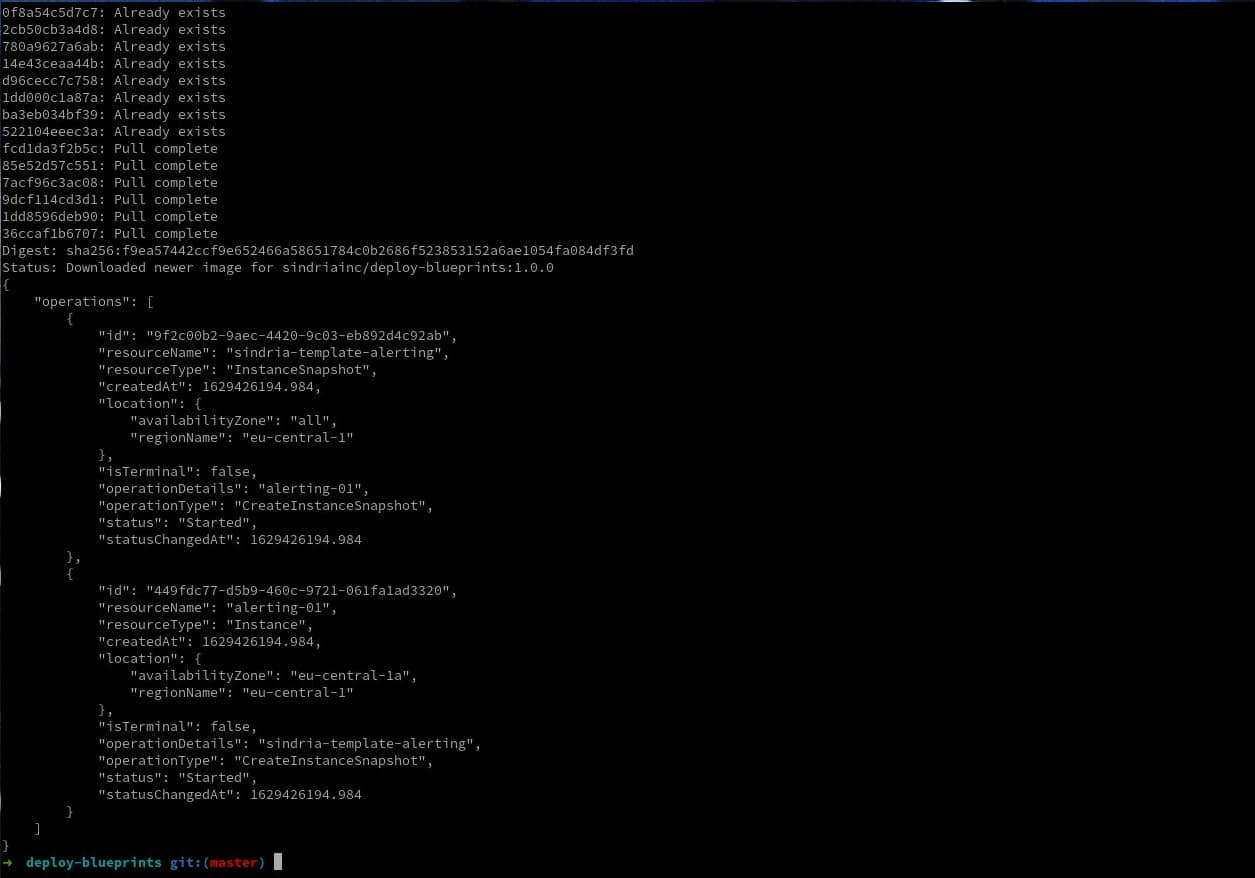 0f8a54c5d7c7: Already exists
2cb50cb3a4d8: Already exists
780a9627a6ab: Already exists
14e43ceaa44b: Already exists
d96cecc7c758: Already exists
1dd000c1a87a: Already exists
ba3eb034bf39: Already exists
522104eeec3a: Already exists
fcd1da3f2b5c: Pull complete
85e52d57c551: Pull complete
7acf96c3ac08: Pull complete
9dcf114cd3d1: Pull complete
1dd8596deb90: Pull complete
36ccaf1b6707: Pull complete
Digest: sha256:f9ea57442ccf9e652466a58651784c0b2686f523853152a6ae1054fa084df3fd
Status: Downloaded newer image for sindriainc/deploy-blueprints:1.0.0
{
    "operations": [
        {
            "id": "9f2c00b2-9aec-4420-9c03-eb892d4c92ab",
            "resourceName": "sindria-template-alerting",
            "resourceType": "InstanceSnapshot",
            "createdAt": 1629426194.984,
            "location": {
                "availabilityZone": "all",
                "regionName": "eu-central-1"
            },
            "isTerminal": false,
            "operationDetails": "alerting-01",
            "operationType": "CreateInstanceSnapshot",
            "status": "Started",
            "statusChangedAt": 1629426194.984
        },
        {
            "id": "449fdc77-d5b9-460c-9721-061fa1ad3320",
            "resourceName": "alerting-01",
            "resourceType": "Instance",
            "createdAt": 1629426194.984,
            "location": {
                "availabilityZone": "eu-central-1a",
                "regionName": "eu-central-1"
            },
            "isTerminal": false,
            "operationDetails": "sindria-template-alerting",
            "operationType": "CreateInstanceSnapshot",
            "status": "Started",
            "statusChangedAt": 1629426194.984
        }
    ]
}
→ deploy-blueprints git:(master)